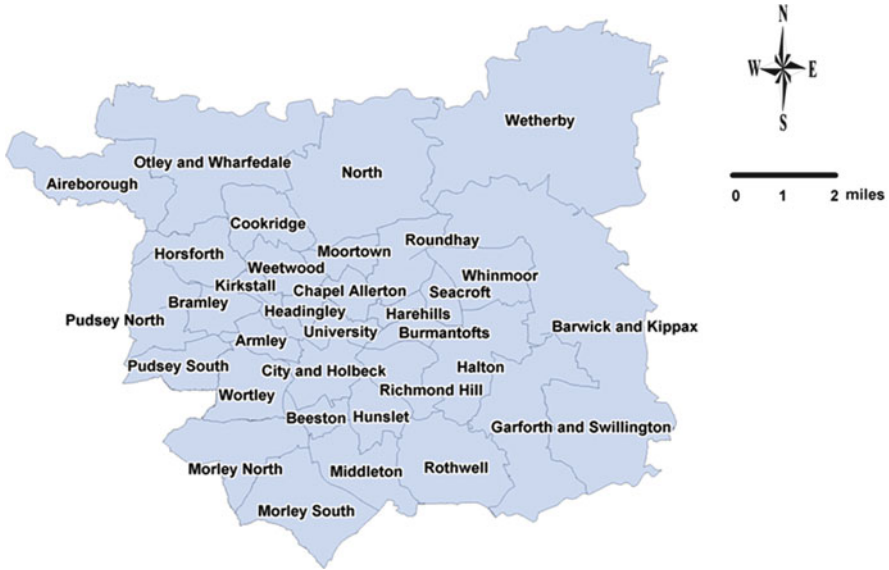 N
Wetherby
W E
S
Otley and Wharfedale
North
Aireborough
0 1 2 miles
Cookridge
Roundhay
Moortown
Horsforth
Weetwood
Whinmoor
Kirkstall
Chapel Allerton
Seacroft
Bramley
Headingley
Harehills
Pudsey North
University
Burmantofts
Barwick and Kippax
Armley
Pudsey South
City and Holbeck
Halton
Wortley
Richmond Hill
Beeston
Hunslet
Garforth and Swillington
Morley North
Middleton
Rothwell
Morley South